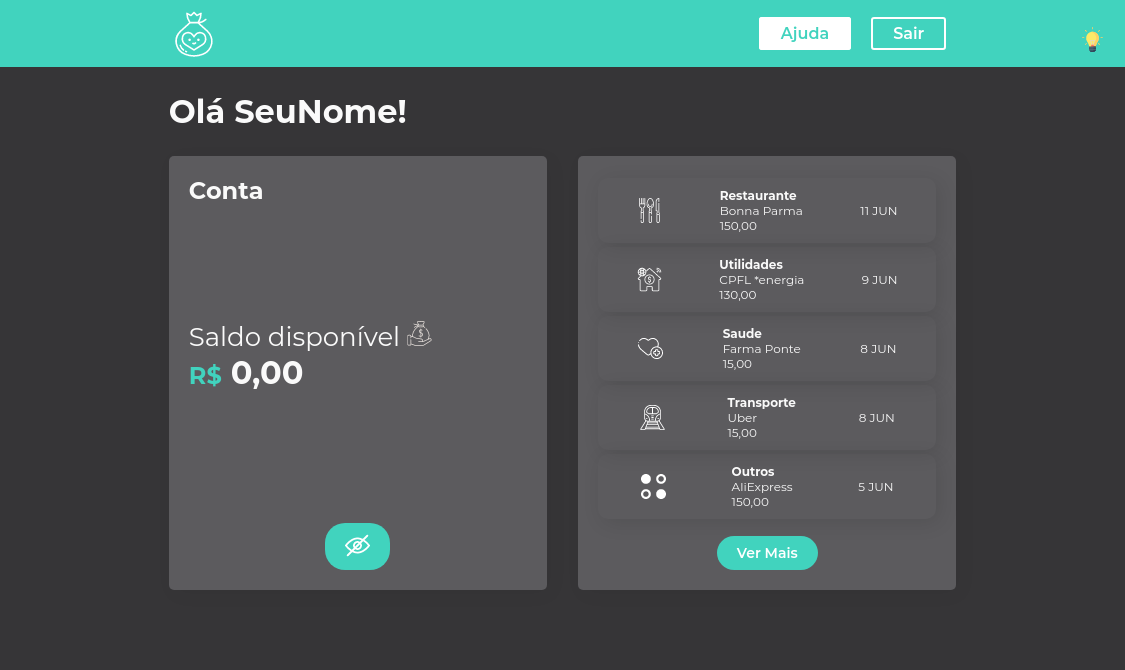 Ajuda
Sair
Olá SeuNome!
Conta
Saldo disponível
R$ 0,00
Restaurante
Bonna Parma
150,00
11 JUN
Utilidades
CPFL *energia
130,00
9 JUN
Saude
Farma Ponte
15,00
8 JUN
Transporte
Uber
15,00
8 JUN
Outros
AliExpress
150,00
5 JUN
Ver Mais